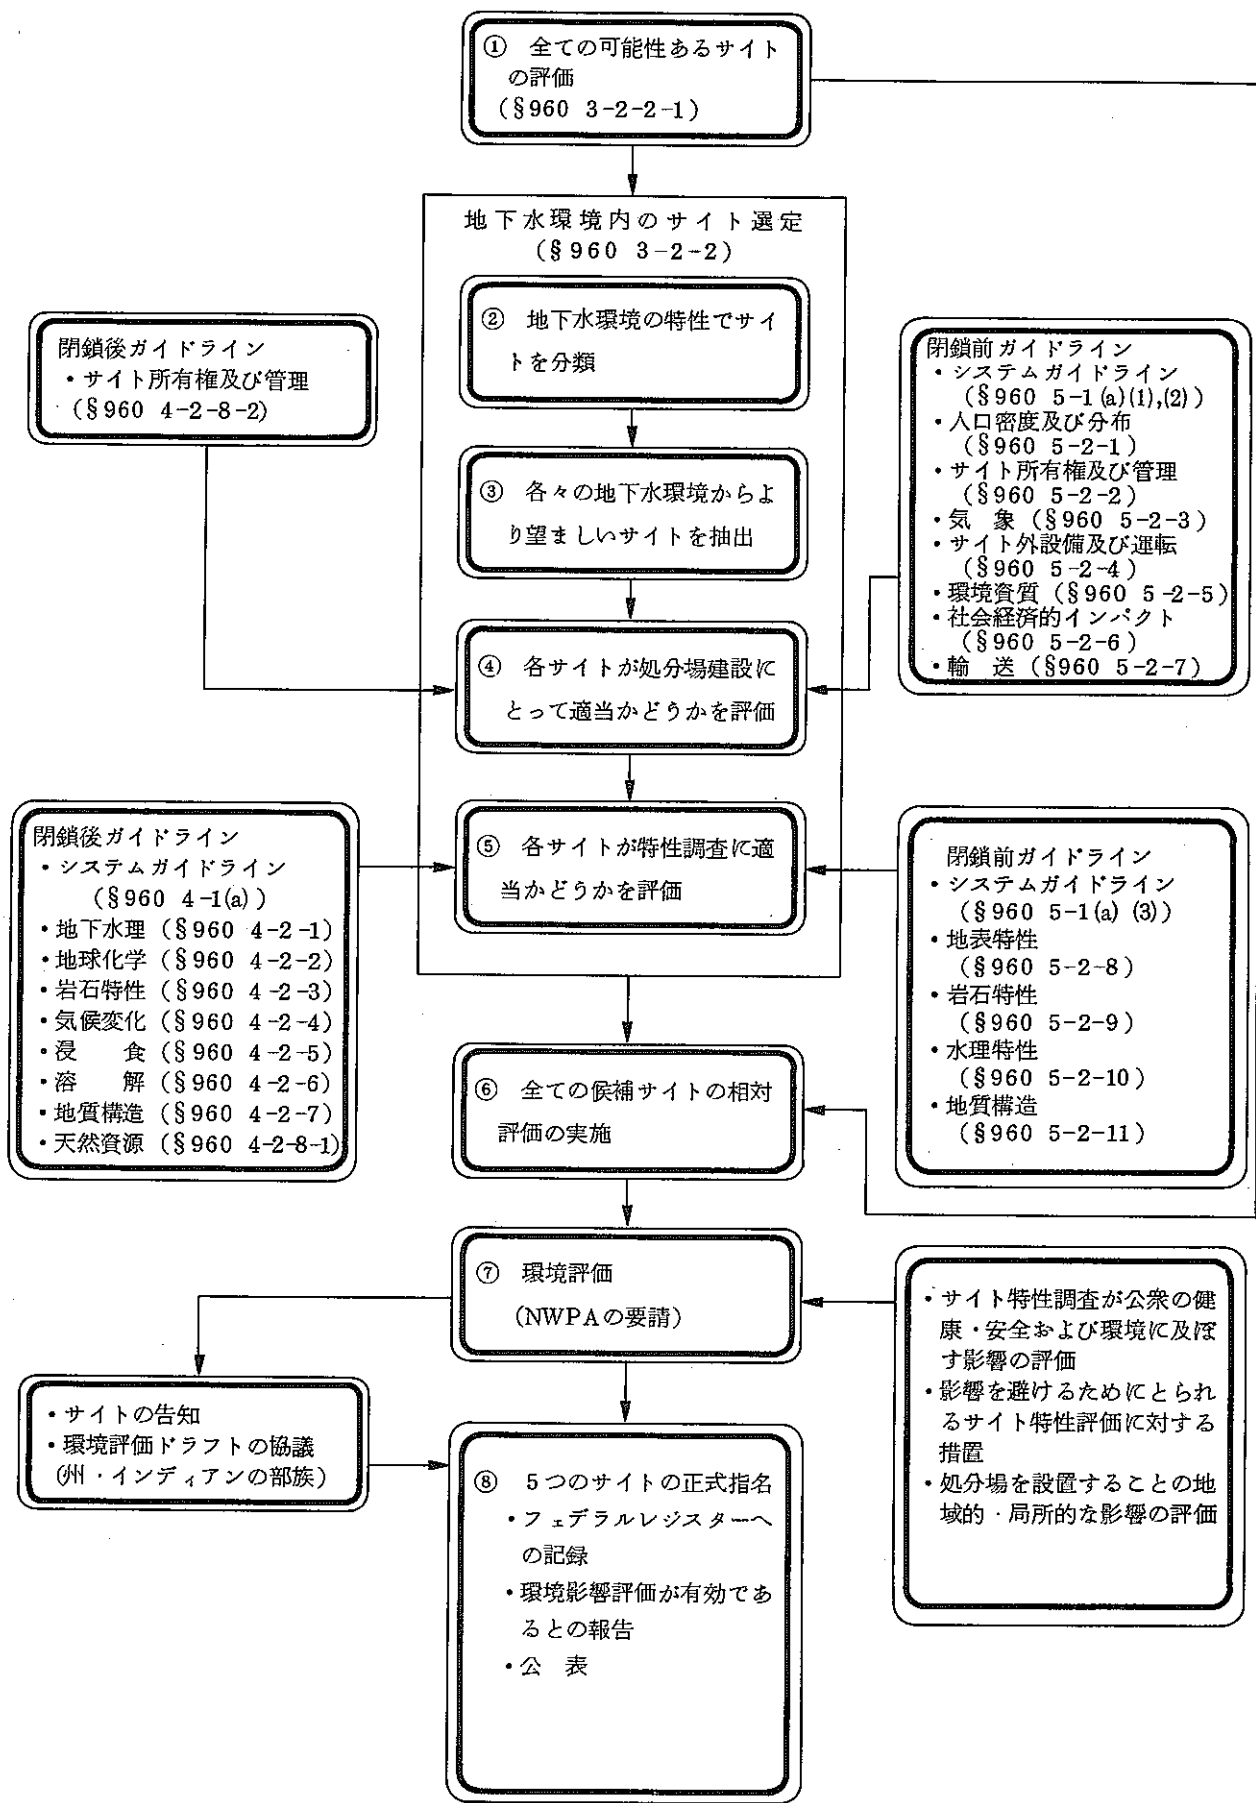 ① 全ての可能性あるサイト
の評価
(§960 3-2-2-1)
地下水環境内のサイト選定
(§960 3-2-2)
② 地下水環境の特性でサイ
トを分類
閉鎖後ガイドライン
・サイト所有権及び管理
(§960 4-2-8-2)
閉鎖前ガイドライン
・システムガイドライン
(§960 5-1(a)(1),(2))
・人口密度及び分布
(§960 5-2-1)
・サイト所有権及び管理
(§960 5-2-2)
・気 象 (§960 5-2-3)
・サイト外設備及び運転
(§960 5-2-4)
・環境資質 (§960 5-2-5)
・社会経済的インパクト
(§960 5-2-6)
・輸 送 (§960 5-2-7)
③ 各々の地下水環境からよ
り望ましいサイトを抽出
④ 各サイトが処分場建設に
とって適当かどうかを評価
閉鎖後ガイドライン
・システムガイドライン
(§960 4-1(a))
・地下水理 (§960 4-2-1)
・地球化学 (§960 4-2-2)
・岩石特性 (§960 4-2-3)
・気候変化 (§960 4-2-4)
・浸 食 (§960 4-2-5)
・溶 解 (§960 4-2-6)
・地質構造 (§960 4-2-7)
・天然資源 (§960 4-2-8-1)
⑤ 各サイトが特性調査に適
当かどうかを評価
閉鎖前ガイドライン
・システムガイドライン
(§960 5-1(a) (3))
・地表特性
(§960 5-2-8)
・岩石特性
(§960 5-2-9)
・水理特性
(§960 5-2-10)
・地質構造
(§960 5-2-11)
⑥ 全ての候補サイトの相対
評価の実施
⑦ 環境評価
(NWPAの要請)
・サイト特性調査が公衆の健
康・安全および環境に及ぼ
す影響の評価
・影響を避けるためにとられ
るサイト特性評価に対する
措置
・処分場を設置することの地
域的・局所的な影響の評価
・サイトの告知
・環境評価ドラフトの協議
(州・インディアンの部族)
⑧ 5つのサイトの正式指名
・フェデラルレジスターへ
の記録
・環境影響評価が有効であ
るとの報告
・公 表